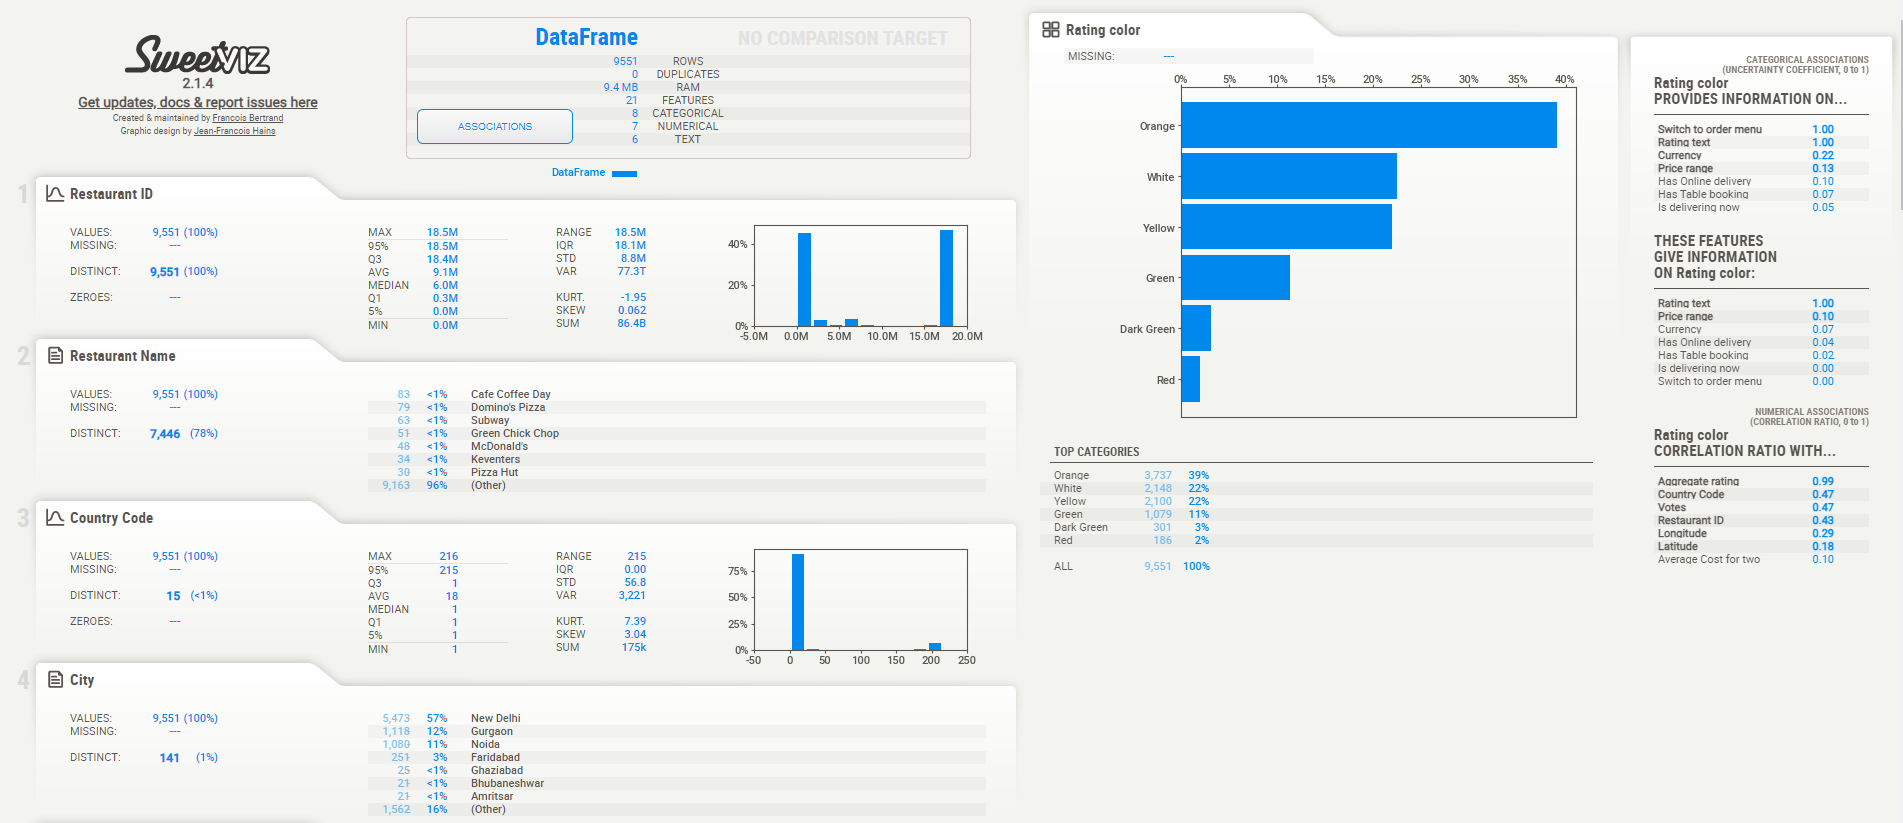 Sweetviz
2.1.4
Get updates, docs & report issues here
Created & maintained by Francois Bertrand
Graphic design by Jean-Francois Hains
DataFrame NO COMPARISON TARGET
9551 ROWS
0 DUPLICATES
9.4 MB RAM
21 FEATURES
8 CATEGORICAL
7 NUMERICAL
6 TEXT
ASSOCIATIONS
DataFrame
1 Restaurant ID
VALUES: 9,551 (100%)
MISSING: ---
DISTINCT: 9,551 (100%)
ZEROES: ---
MAX 18.5M
95% 18.5M
Q3 18.4M
AVG 9.1M
MEDIAN 6.0M
Q1 0.3M
5% 0.0M
MIN 0.0M
RANGE 18.5M
IQR 18.1M
STD 8.8M
VAR 77.3T
KURT. -1.95
SKEW 0.062
SUM 86.4B
40%
20%
0%
-5.0M 0.0M 5.0M 10.0M 15.0M 20.0M
2 Restaurant Name
VALUES: 9,551 (100%)
MISSING: ---
DISTINCT: 7,446 (78%)
83 <1% Cafe Coffee Day
79 <1% Domino's Pizza
63 <1% Subway
51 <1% Green Chick Chop
48 <1% McDonald's
34 <1% Keventers
30 <1% Pizza Hut
9,163 96% (Other)
3 Country Code
VALUES: 9,551 (100%)
MISSING: ---
DISTINCT: 15 (<1%)
ZEROES: ---
MAX 216
95% 215
Q3 1
AVG 18
MEDIAN 1
Q1 1
5% 1
MIN 1
RANGE 215
IQR 0.00
STD 56.8
VAR 3,221
KURT. 7.39
SKEW 3.04
SUM 175k
75%
50%
25%
0%
-50 0 50 100 150 200 250
4 City
VALUES: 9,551 (100%)
MISSING: ---
DISTINCT: 141 (1%)
5,473 57% New Delhi
1,118 12% Gurgaon
1,080 11% Noida
251 3% Faridabad
25 <1% Ghaziabad
21 <1% Bhubaneshwar
21 <1% Amritsar
1,562 16% (Other)
Rating color
MISSING: ---
0% 5% 10% 15% 20% 25% 30% 35% 40%
Orange
White
Yellow
Green
Dark Green
Red
TOP CATEGORIES
Orange 3,737 39%
White 2,148 22%
Yellow 2,100 22%
Green 1,079 11%
Dark Green 301 3%
Red 186 2%
ALL 9,551 100%
CATEGORICAL ASSOCIATIONS
(UNCERTAINTY COEFFICIENT, 0 to 1)
Rating color
PROVIDES INFORMATION ON...
Switch to order menu 1.00
Rating text 1.00
Currency 0.22
Price range 0.13
Has Online delivery 0.10
Has Table booking 0.07
Is delivering now 0.05
THESE FEATURES
GIVE INFORMATION
ON Rating color:
Rating text 1.00
Price range 0.10
Currency 0.07
Has Online delivery 0.04
Has Table booking 0.02
Is delivering now 0.00
Switch to order menu 0.00
NUMERICAL ASSOCIATIONS
(CORRELATION RATIO, 0 to 1)
Rating color
CORRELATION RATIO WITH...
Aggregate rating 0.99
Country Code 0.47
Votes 0.47
Restaurant ID 0.43
Longitude 0.29
Latitude 0.18
Average Cost for two 0.10